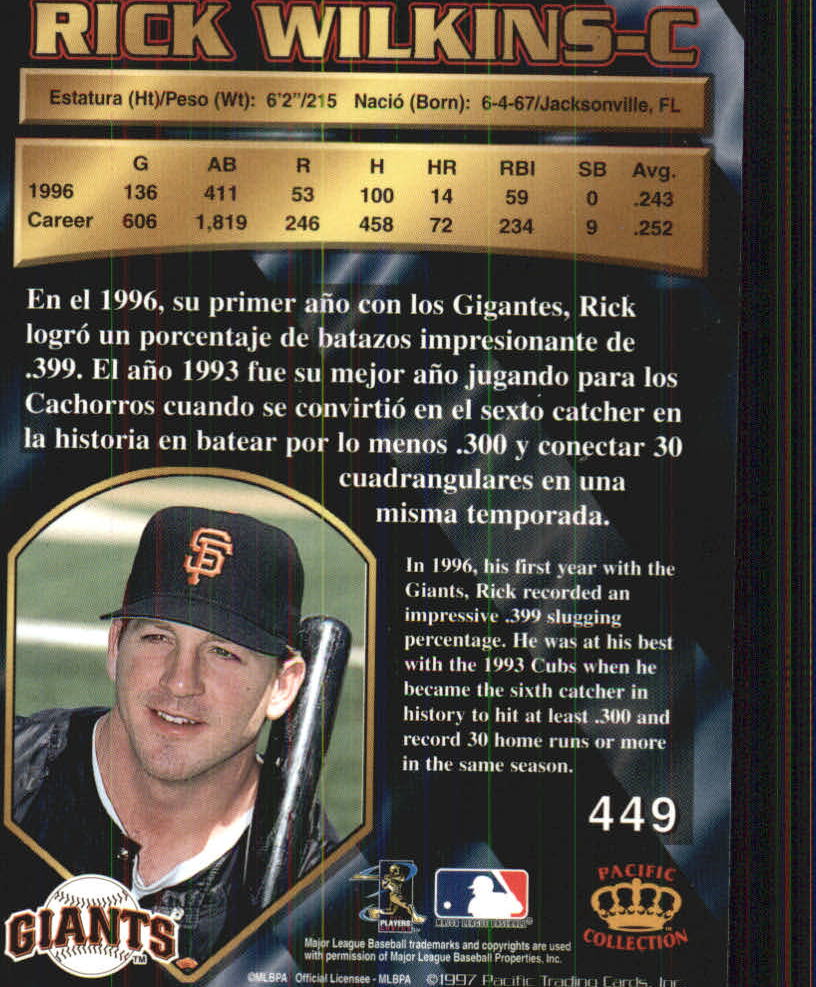 RICK WILKINS-C
Estatura (Ht)/Peso (Wt): 6'2"/215 Nació (Born): 6-4-67/Jacksonville, FL
G AB R H HR RBI SB Avg.
1996 136 411 53 100 14 59 0 .243
Career 606 1,819 246 458 72 234 9 .252
En el 1996, su primer año con los Gigantes, Rick
logró un porcentaje de batazos impresionante de
.399. El año 1993 fue su mejor año jugando para los
Cachorros cuando se convirtió en el sexto catcher en
la historia en batear por lo menos .300 y conectar 30
cuadrangulares en una
misma temporada.
In 1996, his first year with the
Giants, Rick recorded an
impressive .399 slugging
percentage. He was at his best
with the 1993 Cubs when he
became the sixth catcher in
history to hit at least .300 and
record 30 home runs or more
in the same season.
449
SF
GIANTS
TM
PLAYERS
CHOICE
MAJOR LEAGUE BASEBALL
PACIFIC
COLLECTION
Major League Baseball trademarks and copyrights are used
with permission of Major League Baseball Properties, Inc.
©MLBPA Official Licensee - MLBPA ©1997 Pacific Trading Cards, Inc